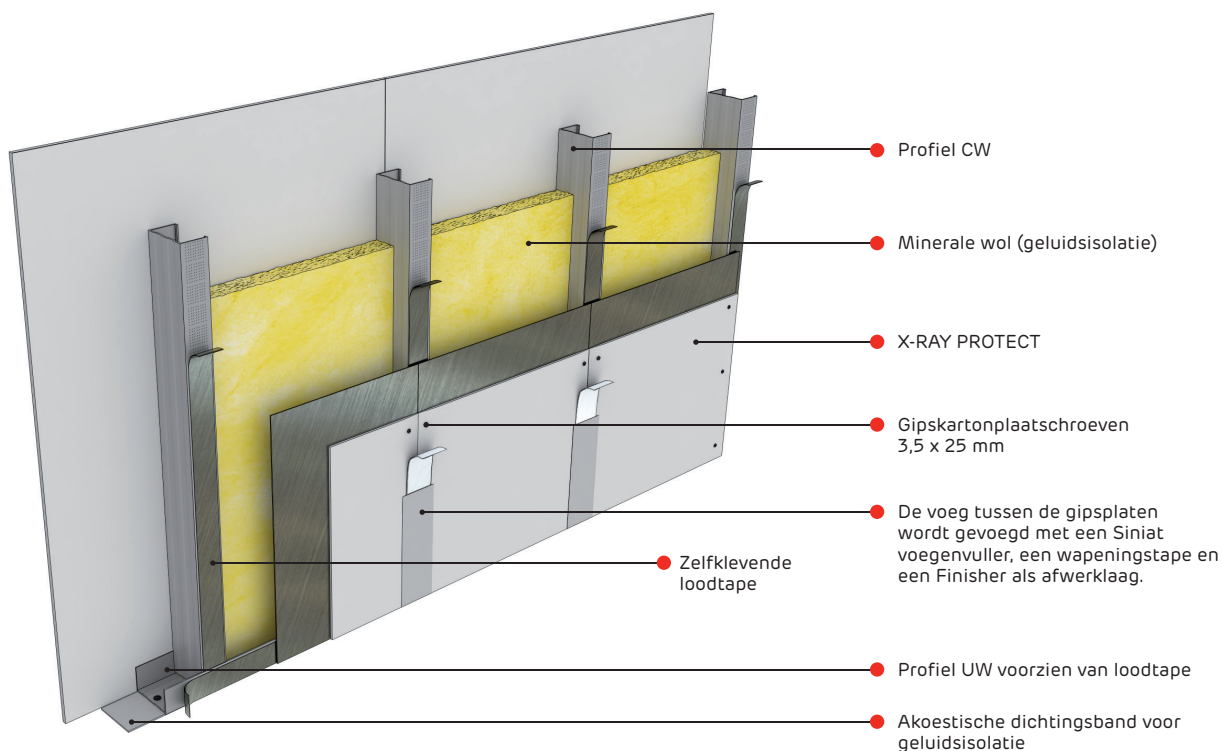 Profiel CW
Minerale wol (geluidsisolatie)
X-RAY PROTECT
Gipskartonplaatschroeven
3,5 x 25 mm
De voeg tussen de gipsplaten
wordt gevoegd met een Siniat
voegenvuller, een wapeningstape en
een Finisher als afwerklaag.
Zelfklevende
loodtape
Profiel UW voorzien van loodtape
Akoestische dichtingsband voor
geluidsisolatie